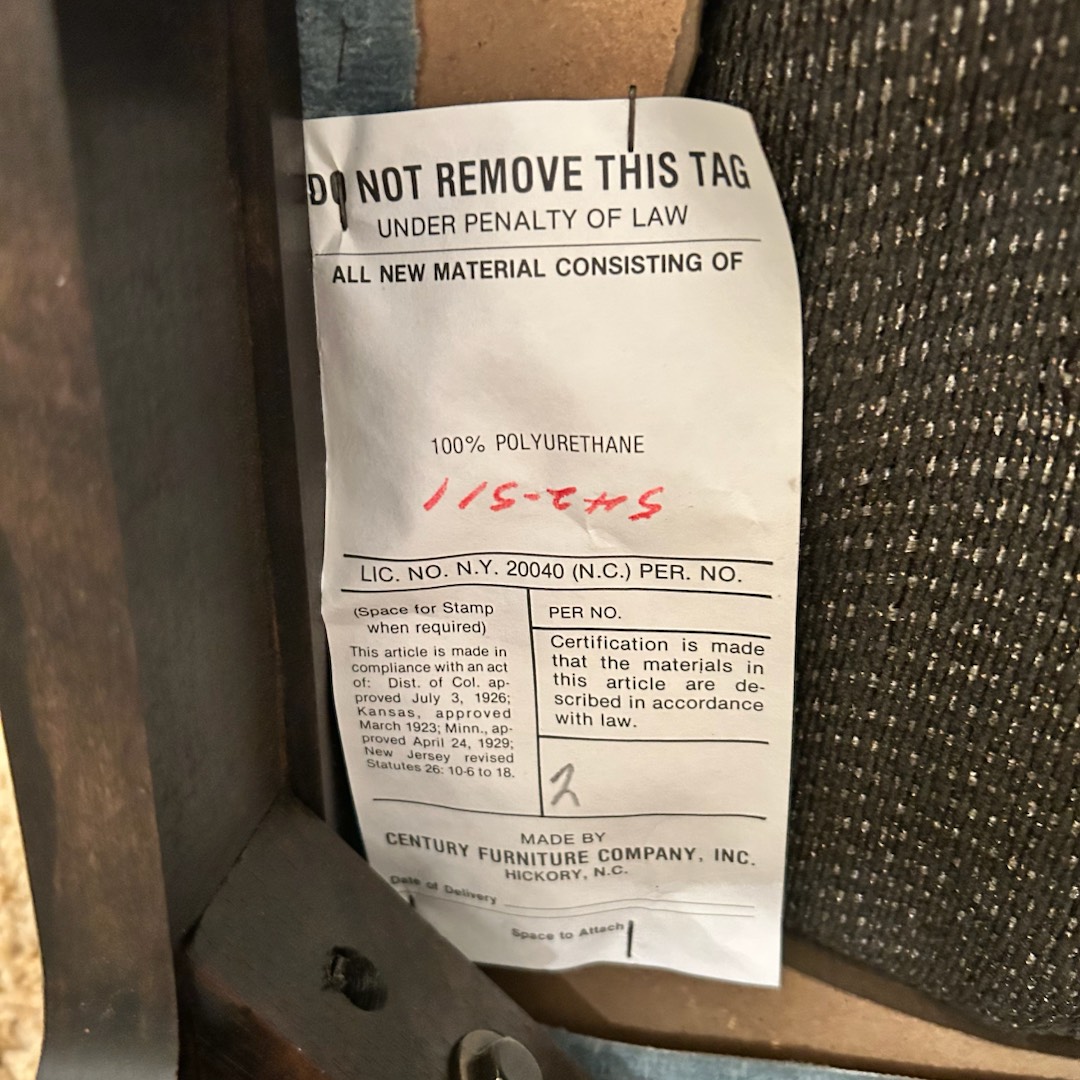 DO NOT REMOVE THIS TAG
UNDER PENALTY OF LAW
ALL NEW MATERIAL CONSISTING OF
100% POLYURETHANE
542-511
LIC. NO. N.Y. 20040 (N.C.) PER. NO.
(Space for Stamp
when required)
This article is made in
compliance with an act
of: Dist. of Col. ap-
proved July 3, 1926;
Kansas, approved
March 1923; Minn., ap-
proved April 24, 1929;
New Jersey revised
Statutes 26: 10-6 to 18.
PER NO.
Certification is made
that the materials in
this article are de-
scribed in accordance
with law.
2
MADE BY
CENTURY FURNITURE COMPANY, INC.
HICKORY, N.C.
Date of Delivery
Space to Attach